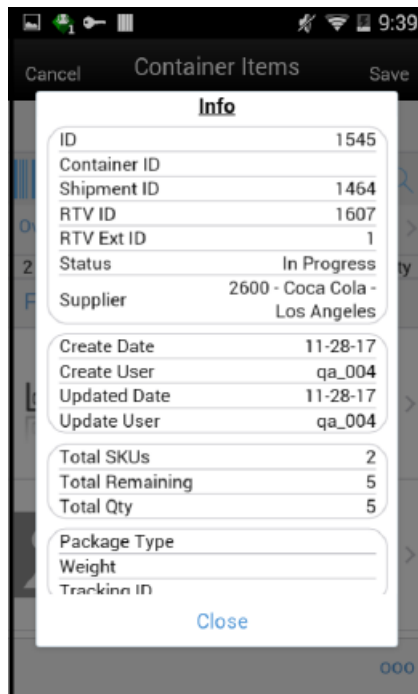 1
9:39
Cancel
Container Items
Save
Info
ID 1545
Container ID
Shipment ID 1464
RTV ID 1607
RTV Ext ID 1
Status In Progress
Supplier 2600 - Coca Cola -
Los Angeles
Create Date 11-28-17
Create User qa_004
Updated Date 11-28-17
Update User qa_004
Total SKUs 2
Total Remaining 5
Total Qty 5
Package Type
Weight
Tracking ID
Close